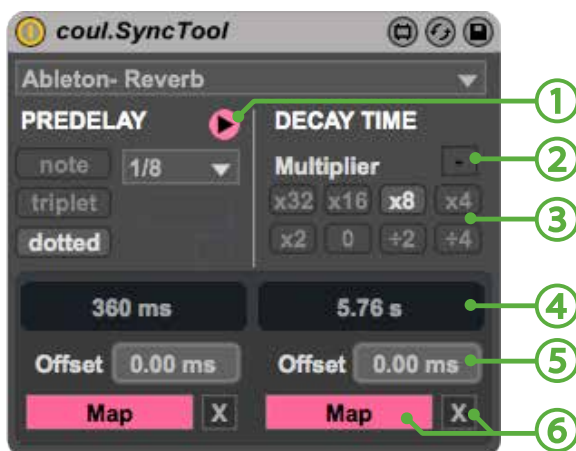 coul.SyncTool
Ableton- Reverb
PREDELAY
DECAY TIME
①
note
1/8
Multiplier
-
②
triplet
x32 x16 x8 x4
③
dotted
x2 0 ÷2 ÷4
360 ms
5.76 s
④
Offset 0.00 ms
Offset 0.00 ms
⑤
Map X
Map X
⑥